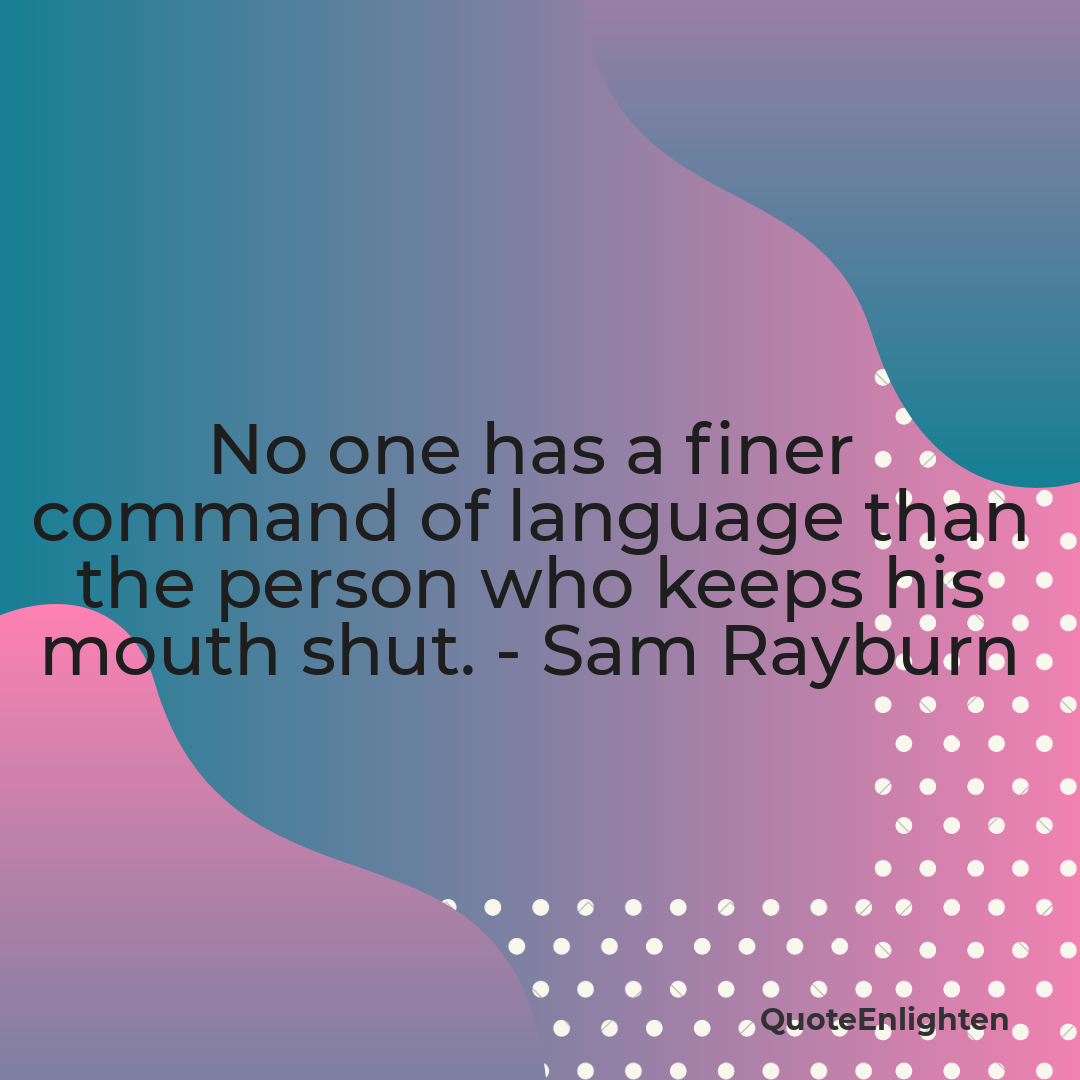 No one has a finer
command of language than
the person who keeps his
mouth shut. - Sam Rayburn
QuoteEnlighten